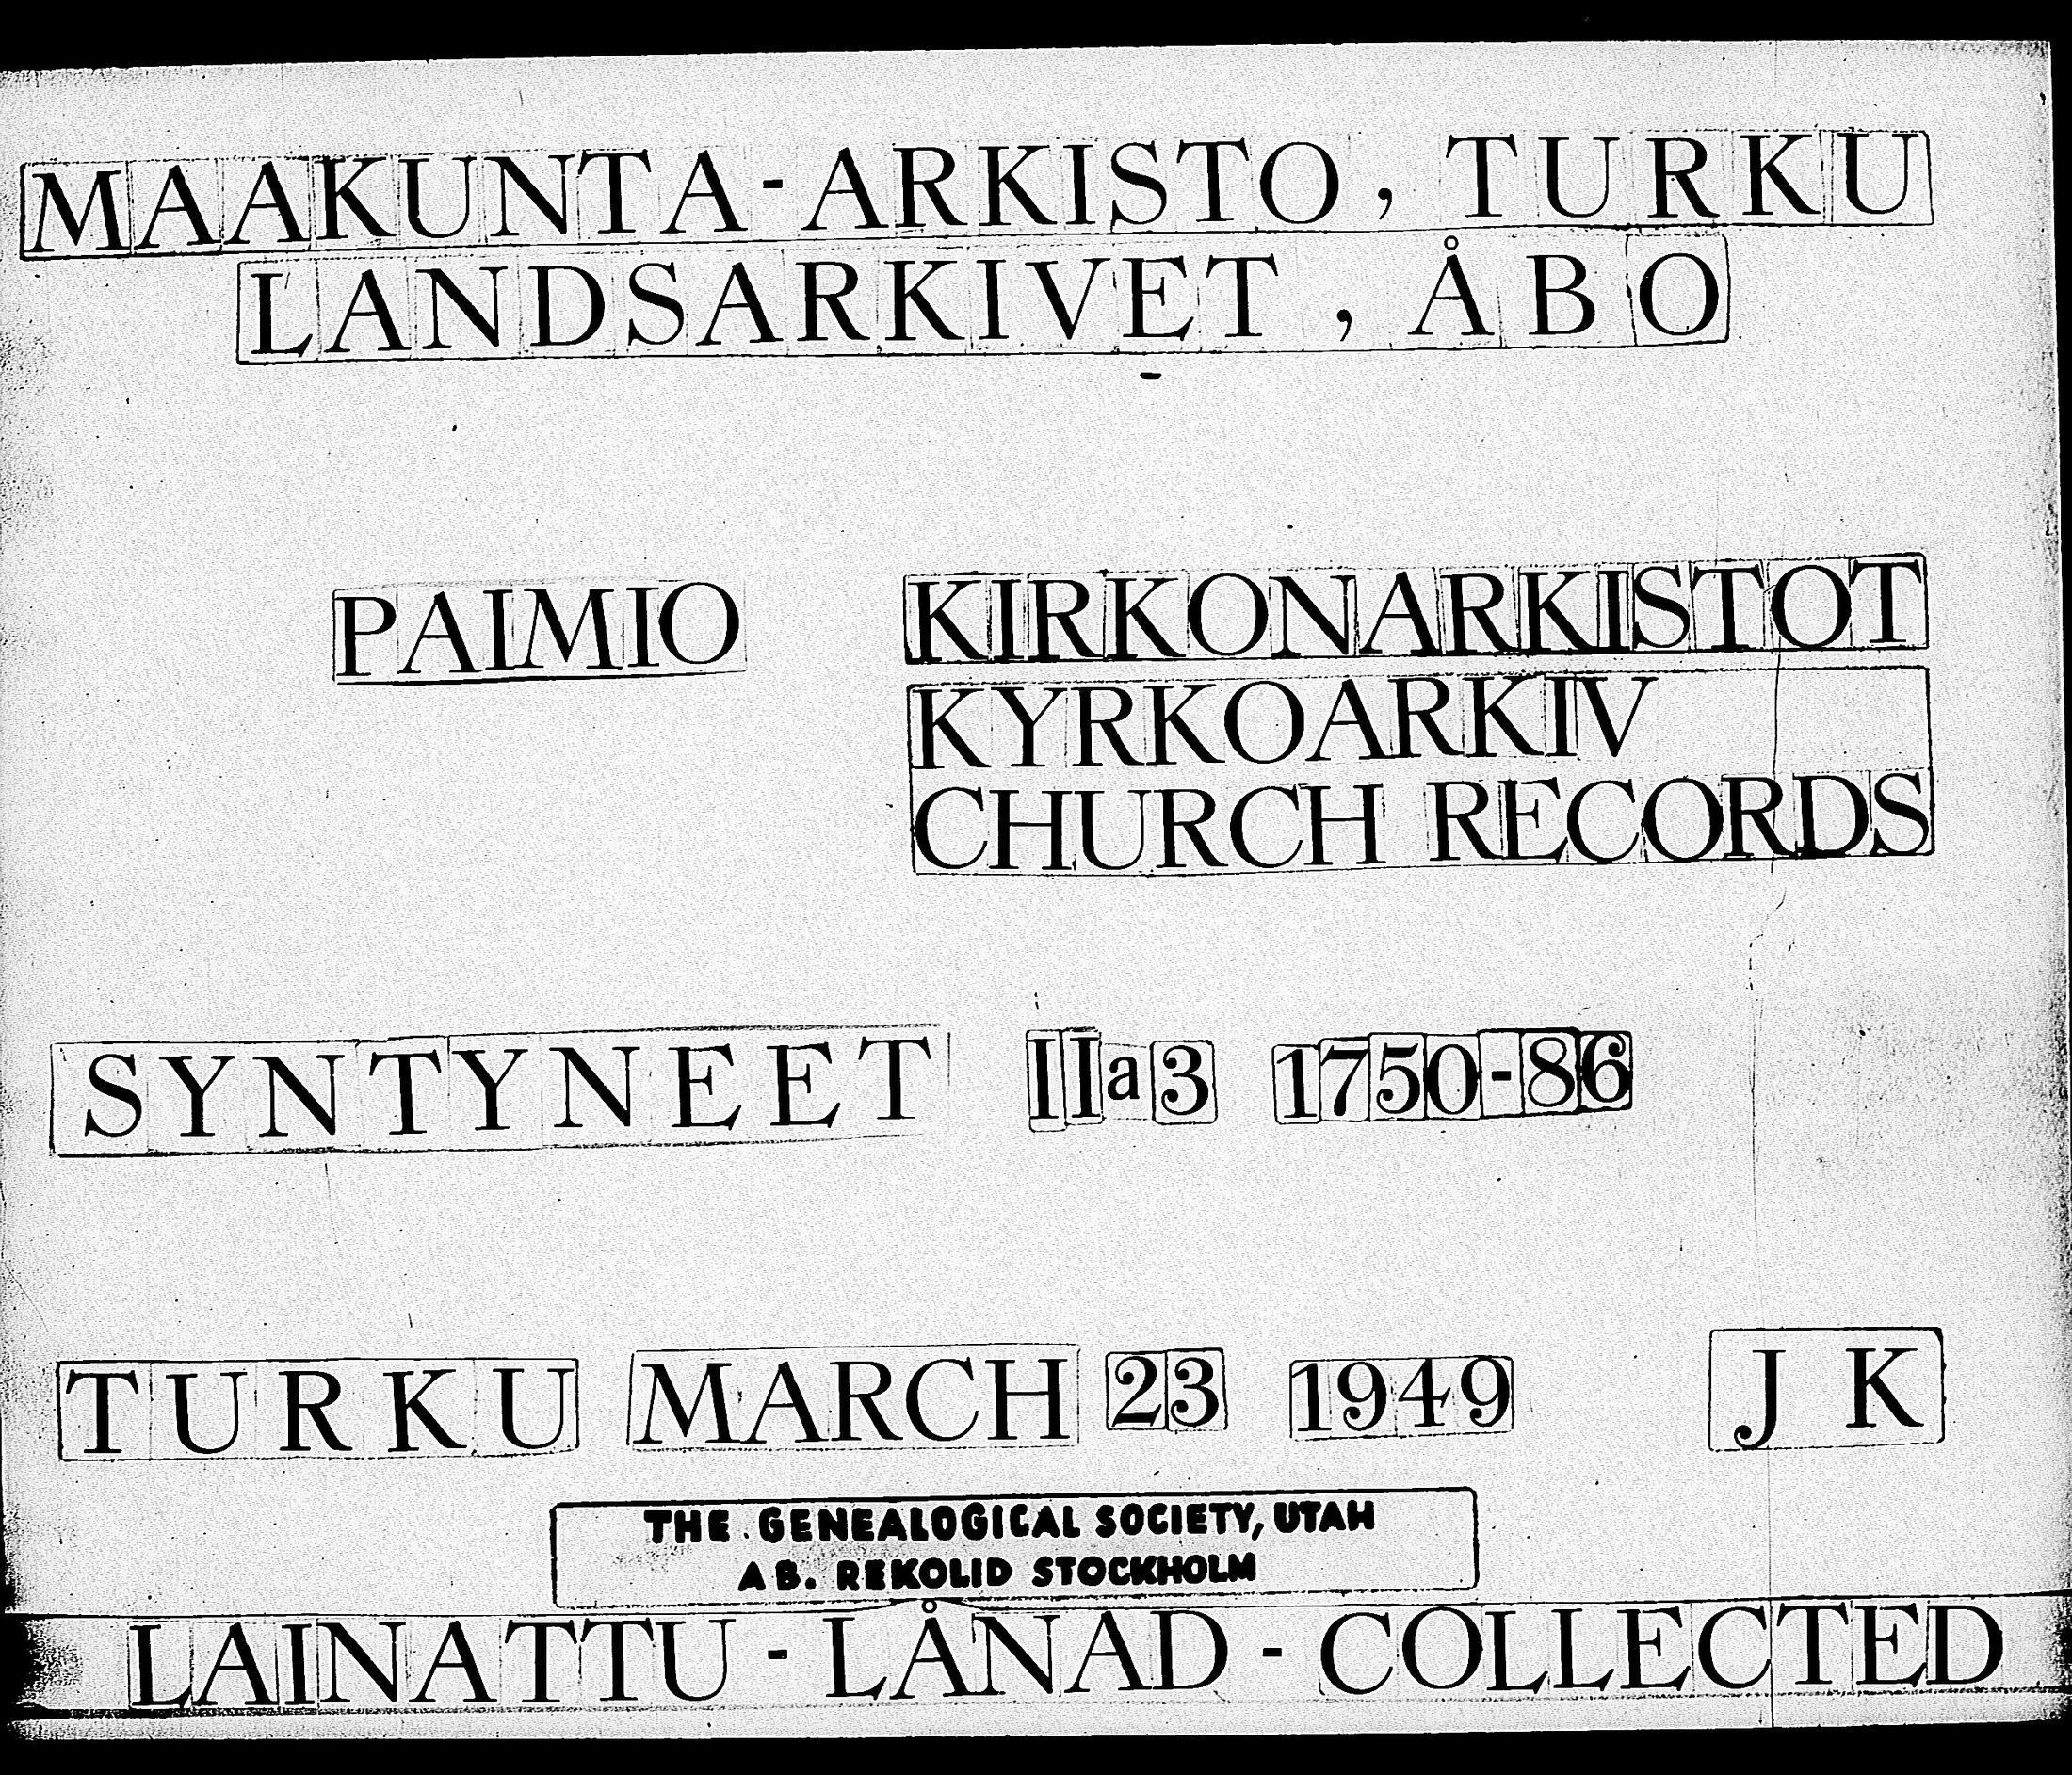 MAAKUNTA-ARKISTO, TURKU
LANDSARKIVET, ÅBO
PAIMIO KIRKONARKISTOT
KYRKOARKIV
CHURCH RECORDS
SYNTYNEET IIa3 1750-86
TURKU MARCH 23 1949 J K
THE GENEALOGICAL SOCIETY, UTAH
AB. REKOLID STOCKHOLM
LAINATTU - LÅNAD - COLLECTED